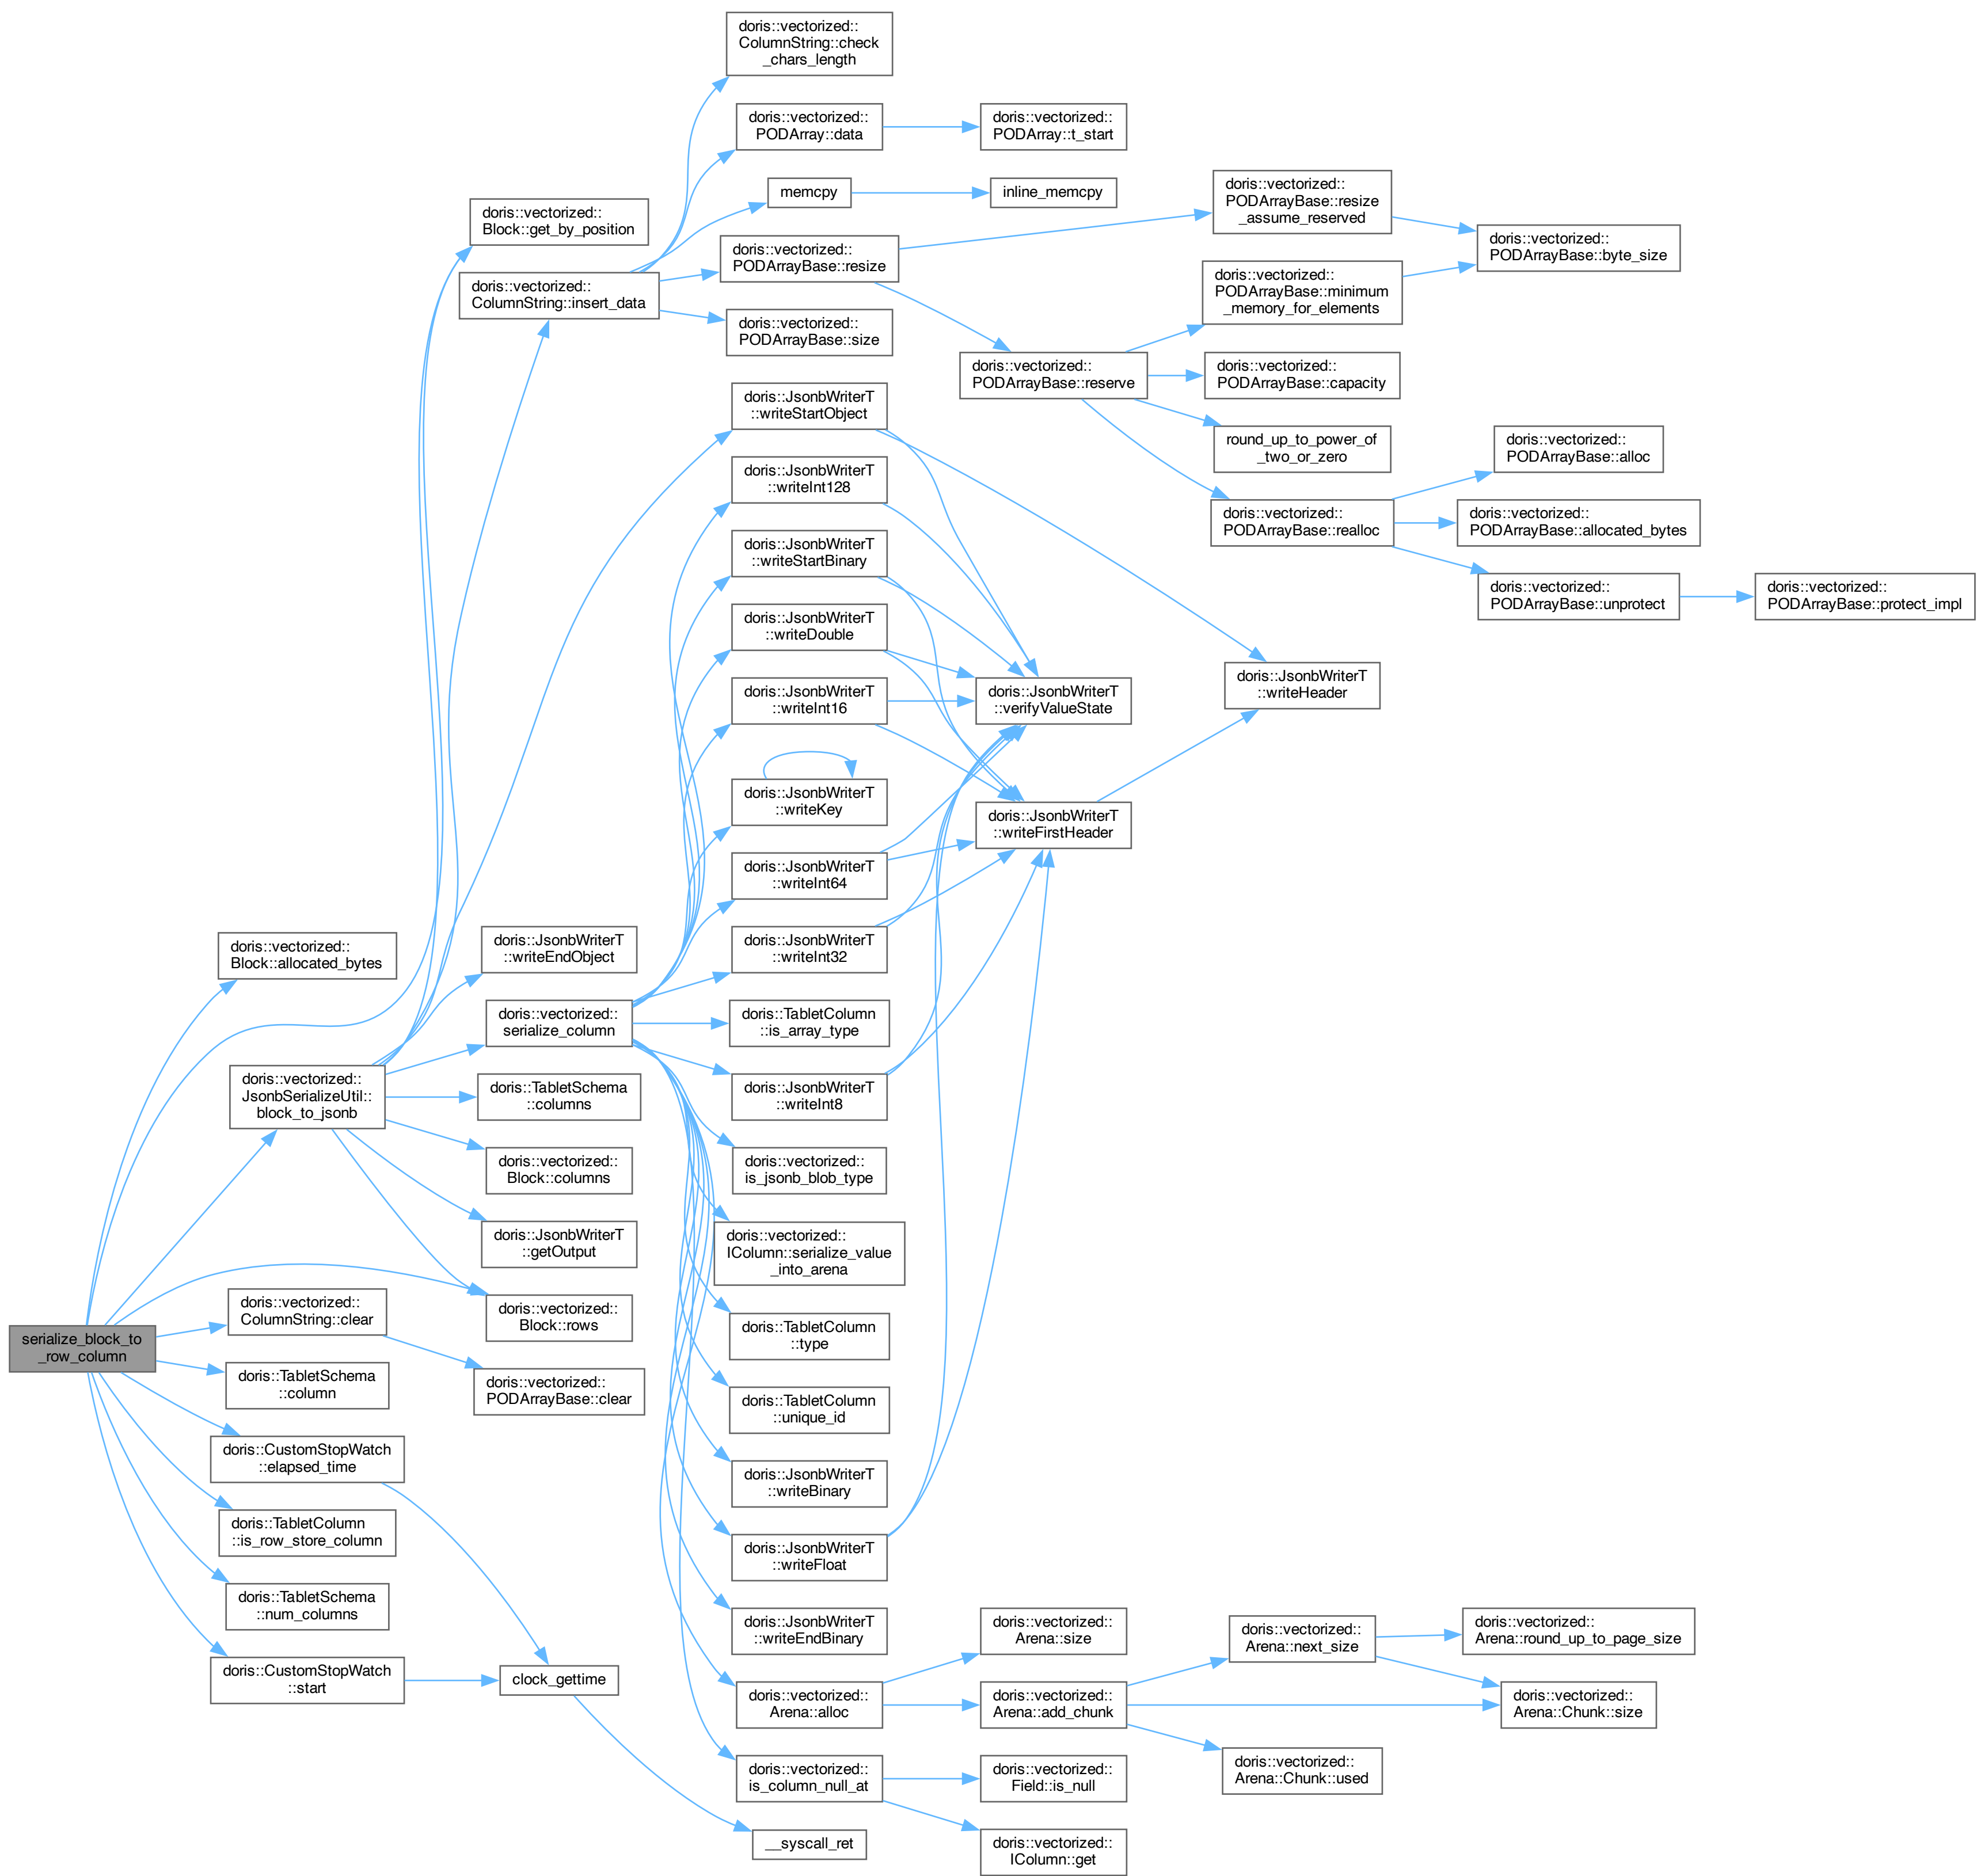 doris::vectorized::
ColumnString::check
_chars_length
doris::vectorized::
PODArray::data
doris::vectorized::
PODArray::t_start
memcpy
inline_memcpy
doris::vectorized::
PODArrayBase::resize
_assume_reserved
doris::vectorized::
Block::get_by_position
doris::vectorized::
PODArrayBase::resize
doris::vectorized::
PODArrayBase::byte_size
doris::vectorized::
ColumnString::insert_data
doris::vectorized::
PODArrayBase::minimum
_memory_for_elements
doris::vectorized::
PODArrayBase::size
doris::vectorized::
PODArrayBase::reserve
doris::vectorized::
PODArrayBase::capacity
doris::JsonbWriterT
::writeStartObject
round_up_to_power_of
_two_or_zero
doris::vectorized::
PODArrayBase::alloc
doris::JsonbWriterT
::writeInt128
doris::vectorized::
PODArrayBase::realloc
doris::vectorized::
PODArrayBase::allocated_bytes
doris::JsonbWriterT
::writeStartBinary
doris::vectorized::
PODArrayBase::unprotect
doris::vectorized::
PODArrayBase::protect_impl
doris::JsonbWriterT
::writeDouble
doris::JsonbWriterT
::writeHeader
doris::JsonbWriterT
::writeInt16
doris::JsonbWriterT
::verifyValueState
doris::JsonbWriterT
::writeKey
doris::JsonbWriterT
::writeFirstHeader
doris::JsonbWriterT
::writeInt64
doris::vectorized::
Block::allocated_bytes
doris::JsonbWriterT
::writeEndObject
doris::JsonbWriterT
::writeInt32
doris::vectorized::
serialize_column
doris::TabletColumn
::is_array_type
doris::vectorized::
JsonbSerializeUtil::
block_to_jsonb
doris::TabletSchema
::columns
doris::JsonbWriterT
::writeInt8
doris::vectorized::
Block::columns
doris::vectorized::
is_jsonb_blob_type
doris::JsonbWriterT
::getOutput
doris::vectorized::
IColumn::serialize_value
_into_arena
doris::vectorized::
ColumnString::clear
doris::vectorized::
Block::rows
doris::TabletColumn
::type
serialize_block_to
_row_column
doris::TabletSchema
::column
doris::vectorized::
PODArrayBase::clear
doris::TabletColumn
::unique_id
doris::CustomStopWatch
::elapsed_time
doris::JsonbWriterT
::writeBinary
doris::TabletColumn
::is_row_store_column
doris::JsonbWriterT
::writeFloat
doris::TabletSchema
::num_columns
doris::JsonbWriterT
::writeEndBinary
doris::vectorized::
Arena::size
doris::vectorized::
Arena::next_size
doris::vectorized::
Arena::round_up_to_page_size
doris::CustomStopWatch
::start
clock_gettime
doris::vectorized::
Arena::alloc
doris::vectorized::
Arena::add_chunk
doris::vectorized::
Arena::Chunk::size
doris::vectorized::
is_column_null_at
doris::vectorized::
Field::is_null
doris::vectorized::
Arena::Chunk::used
__syscall_ret
doris::vectorized::
IColumn::get